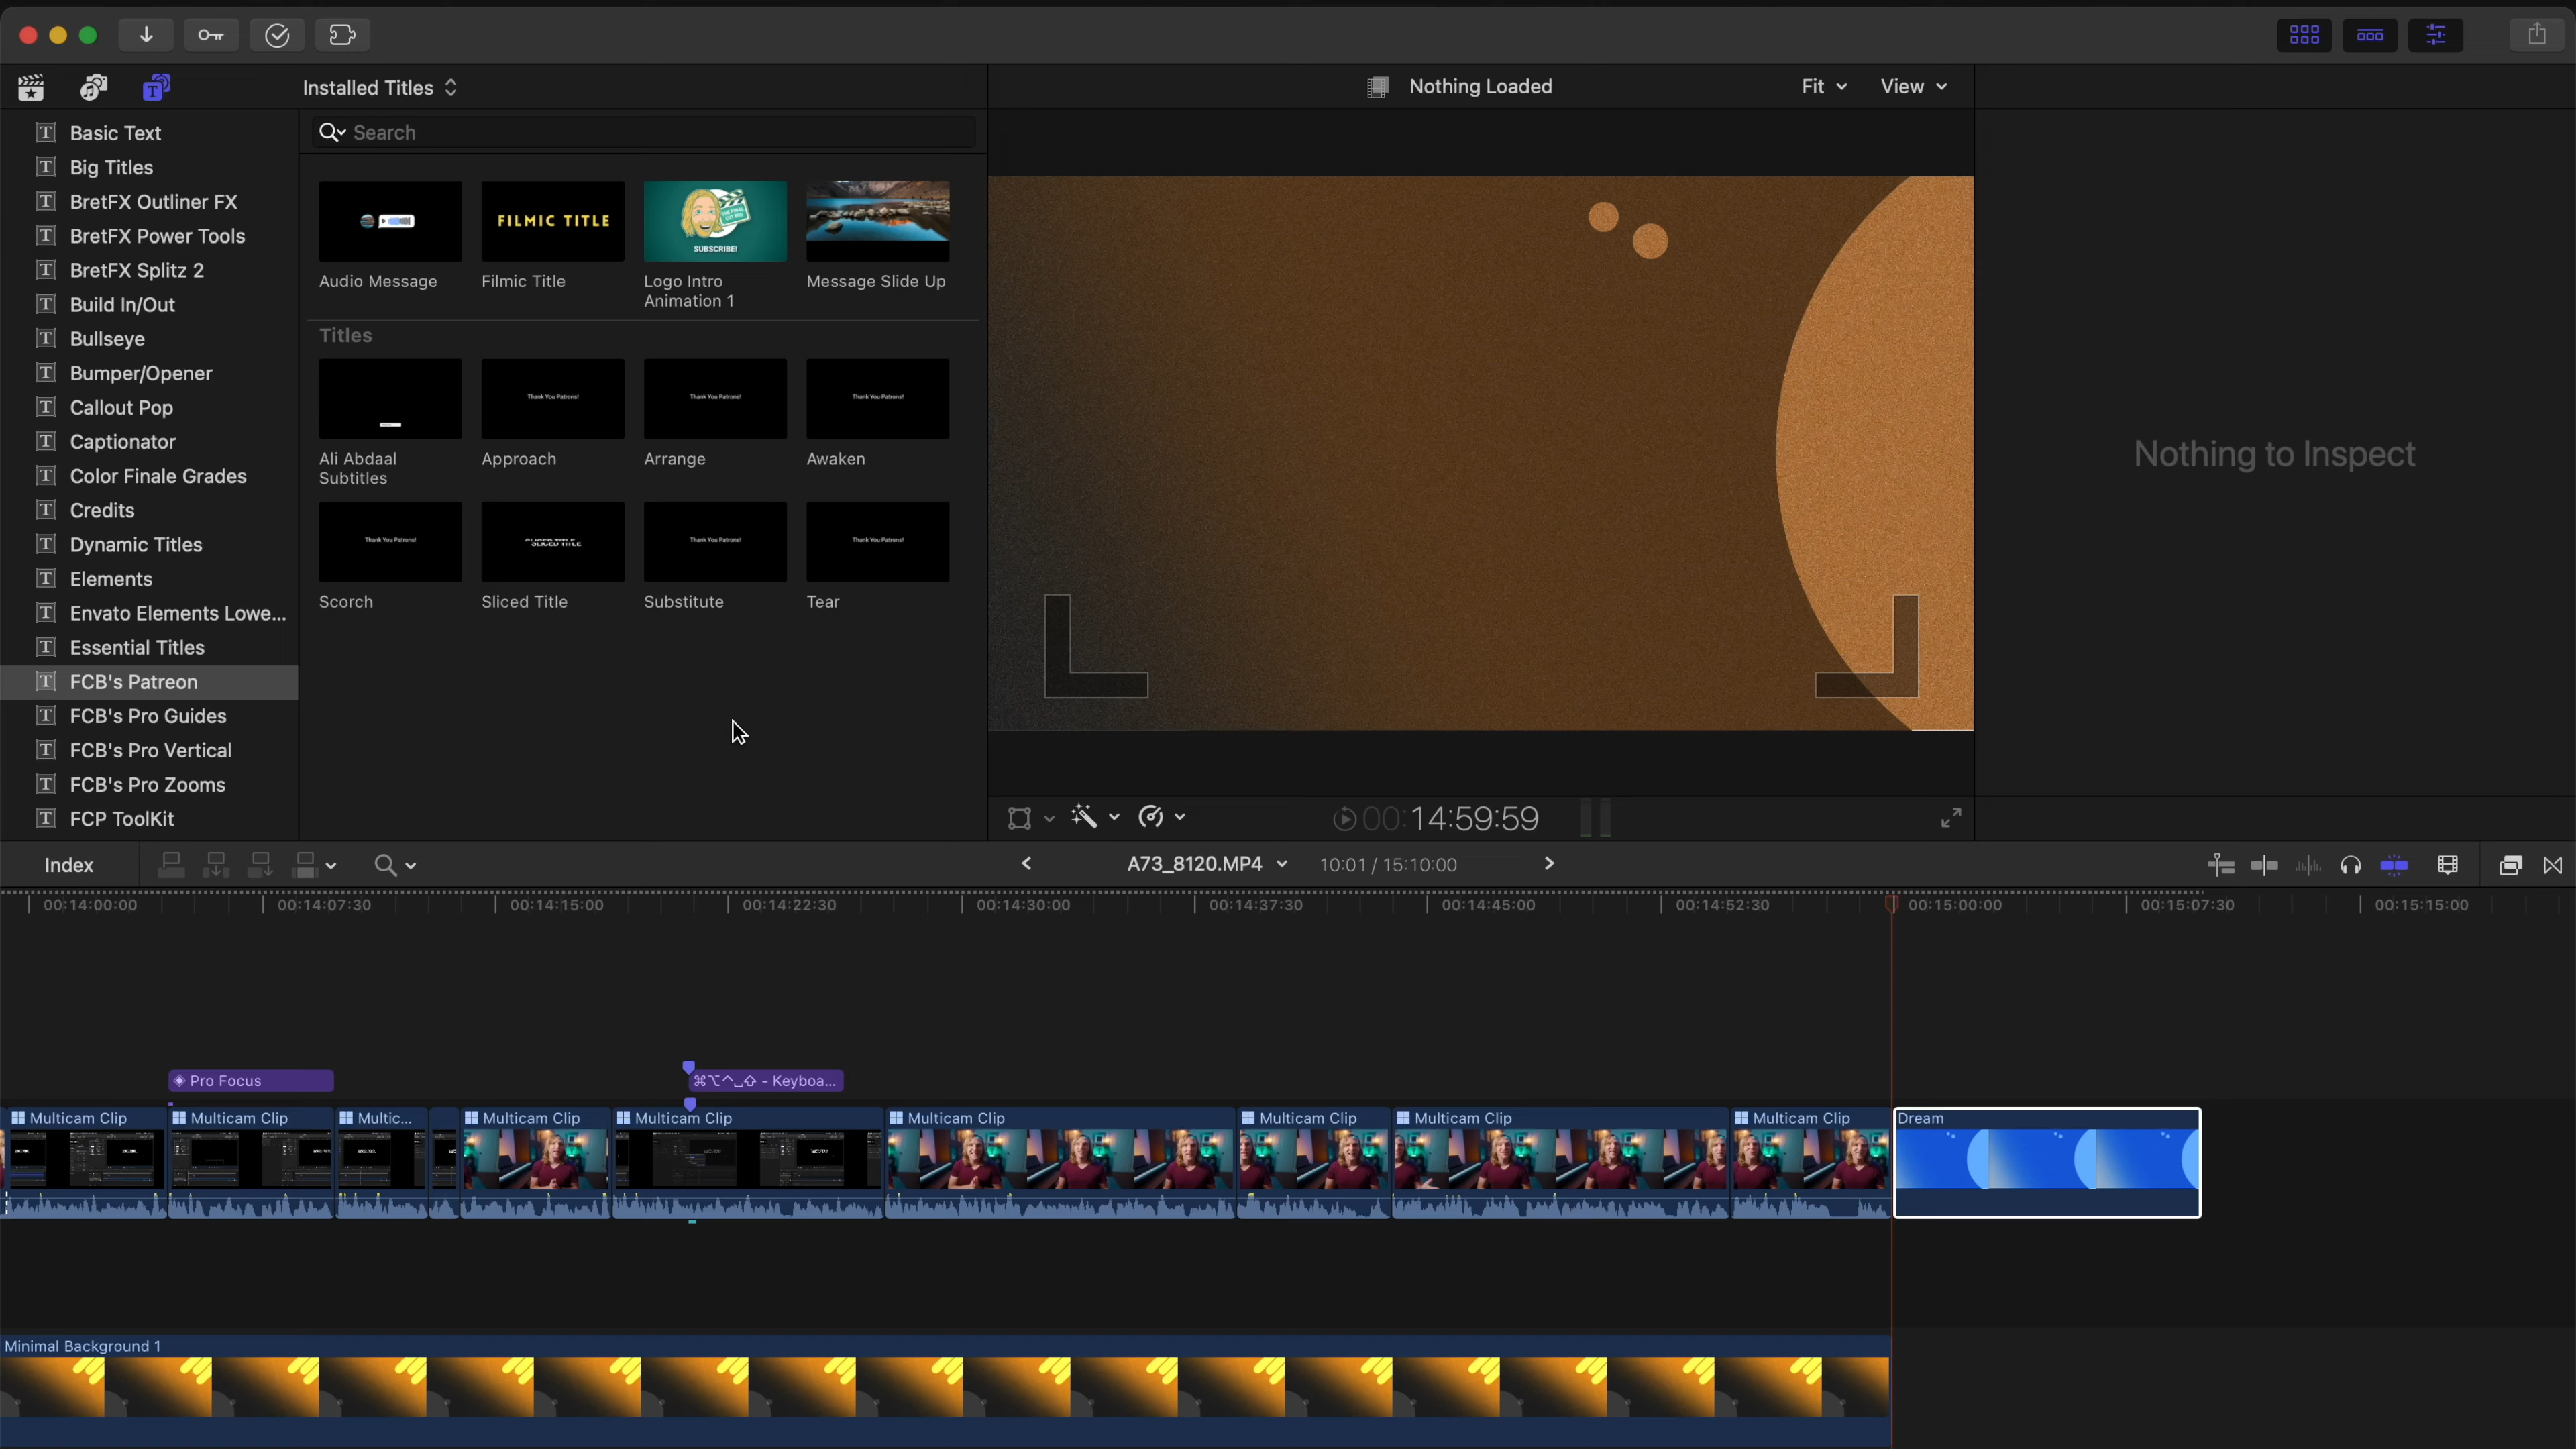 Installed Titles
Nothing Loaded
Fit
View
Search
Basic Text
Big Titles
BretFX Outliner FX
BretFX Power Tools
BretFX Splitz 2
Build In/Out
Bullseye
Bumper/Opener
Callout Pop
Captionator
Color Finale Grades
Credits
Dynamic Titles
Elements
Envato Elements Lowe...
Essential Titles
FCB's Patreon
FCB's Pro Guides
FCB's Pro Vertical
FCB's Pro Zooms
FCP ToolKit
FILMIC TITLE
THE FINAL CUT BRO
SUBSCRIBE!
Audio Message
Filmic Title
Logo Intro
Animation 1
Message Slide Up
Titles
Thank You Patrons!
Thank You Patrons!
Thank You Patrons!
Ali Abdaal
Subtitles
Approach
Arrange
Awaken
Thank You Patrons!
SLICED TITLE
Thank You Patrons!
Thank You Patrons!
Scorch
Sliced Title
Substitute
Tear
Nothing to Inspect
00:14:59:59
Index
A73_8120.MP4
10:01 / 15:10:00
00:14:00:00
00:14:07:30
00:14:15:00
00:14:22:30
00:14:30:00
00:14:37:30
00:14:45:00
00:14:52:30
00:15:00:00
00:15:07:30
00:15:15:00
Pro Focus
⌘⌥^⎵⇧ - Keyboa...
Multicam Clip
Multicam Clip
Multic...
Multicam Clip
Multicam Clip
Multicam Clip
Multicam Clip
Multicam Clip
Multicam Clip
Dream
Minimal Background 1